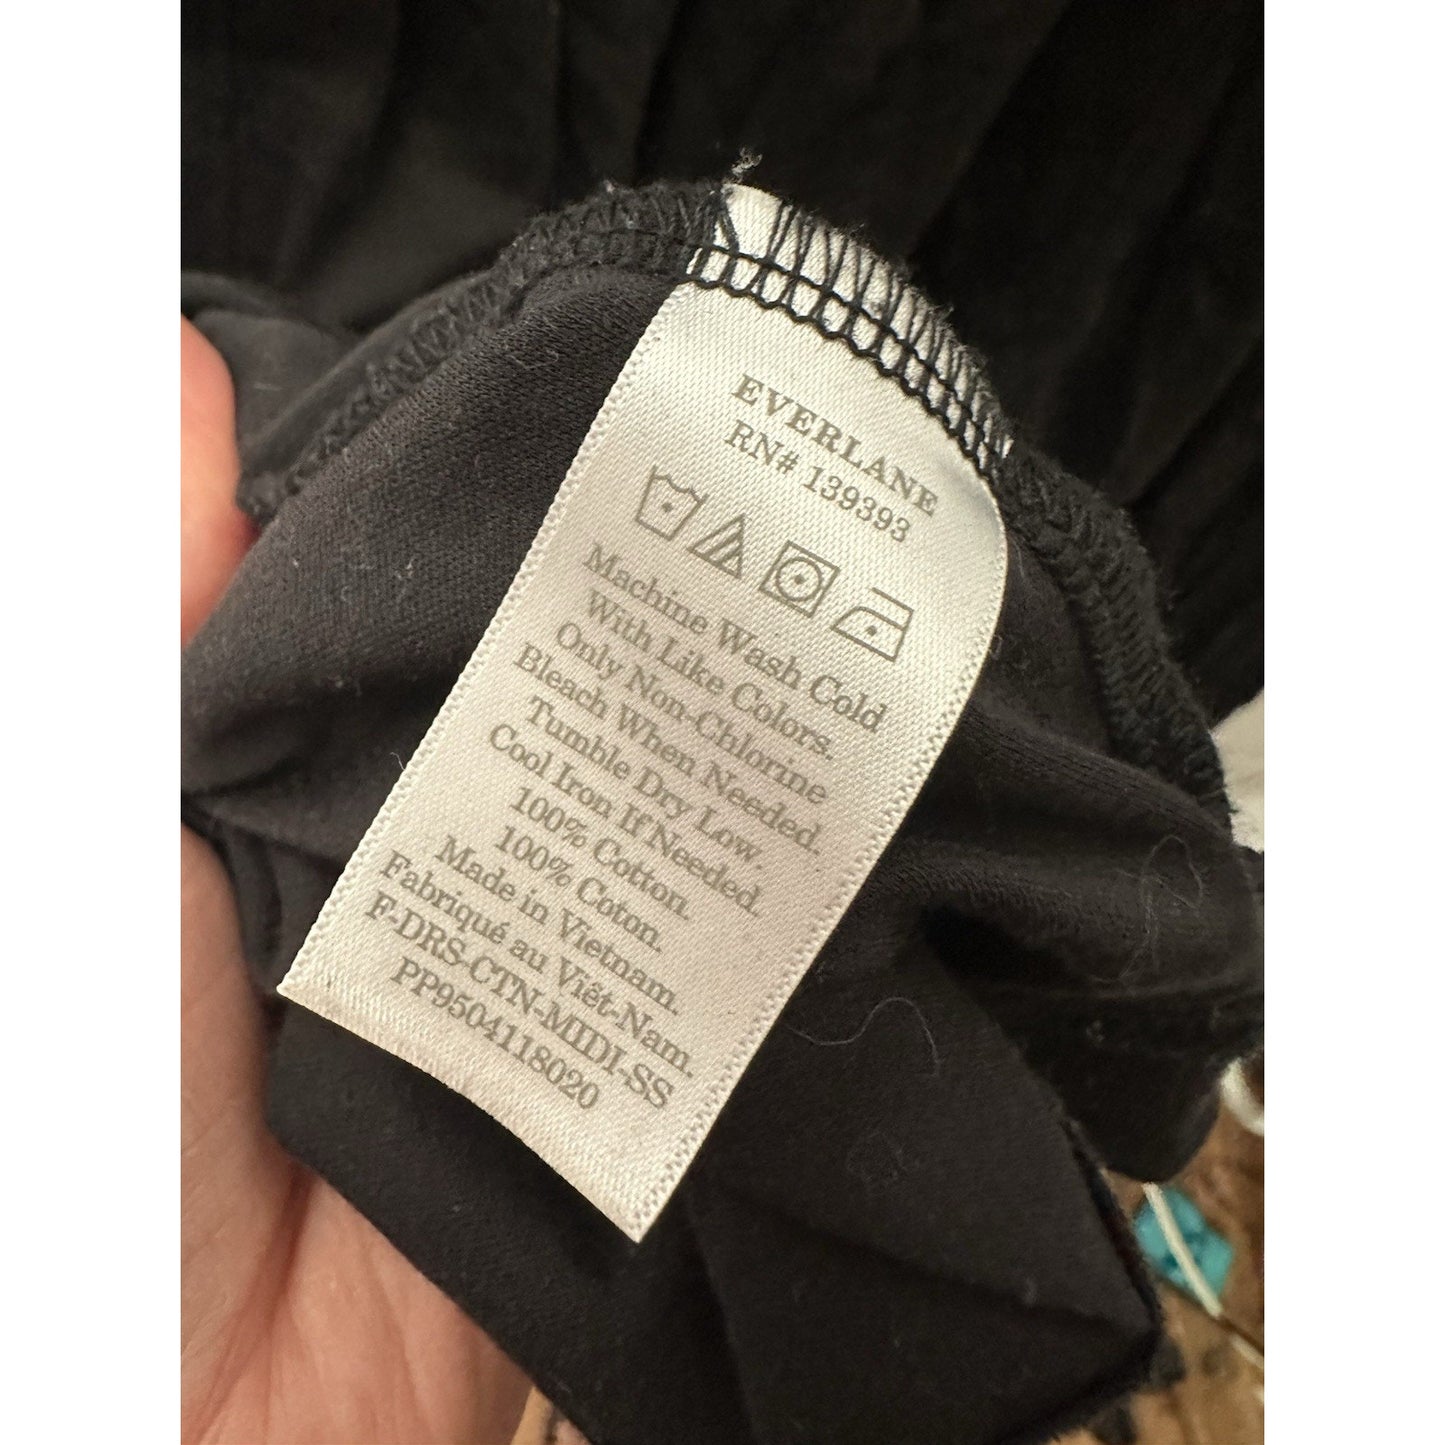 EVERLANE
RN# 139393
Machine Wash Cold
With Like Colors.
Only Non-Chlorine
Bleach When Needed.
Tumble Dry Low.
Cool Iron If Needed.
100% Cotton.
100% Coton.
Made in Vietnam.
Fabriqué au Viêt-Nam.
F-DRS-CTN-MIDI-SS
PP9504118020